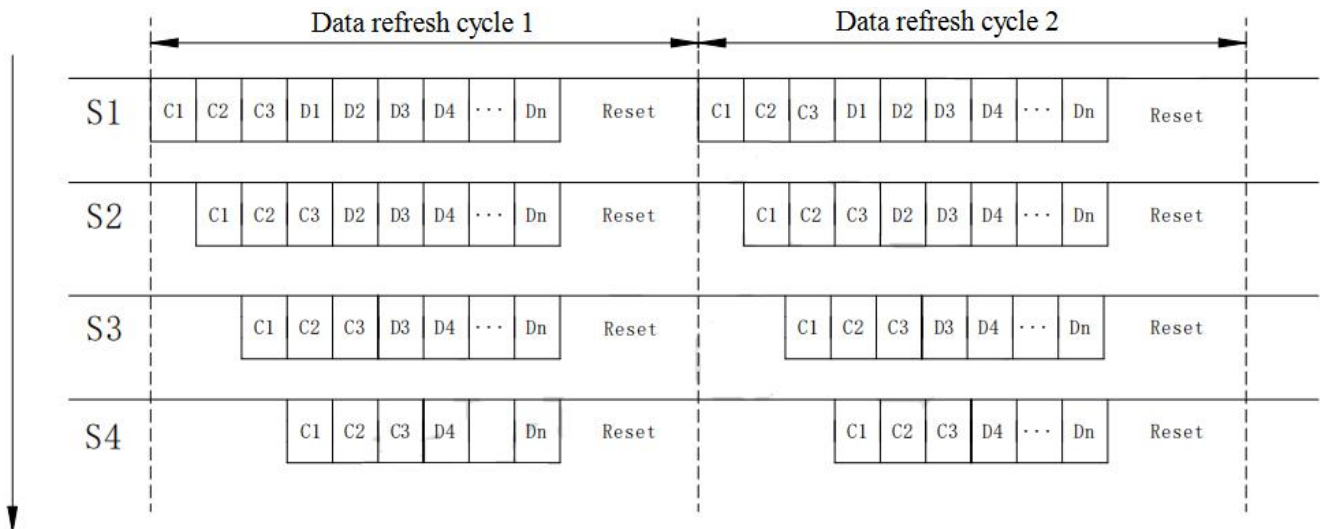 Data refresh cycle 1 Data refresh cycle 2
S1 C1 C2 C3 D1 D2 D3 D4 ··· Dn Reset C1 C2 C3 D1 D2 D3 D4 ··· Dn Reset
S2 C1 C2 C3 D2 D3 D4 ··· Dn Reset C1 C2 C3 D2 D3 D4 ··· Dn Reset
S3 C1 C2 C3 D3 D4 ··· Dn Reset C1 C2 C3 D3 D4 ··· Dn Reset
S4 C1 C2 C3 D4 Dn Reset C1 C2 C3 D4 ··· Dn Reset